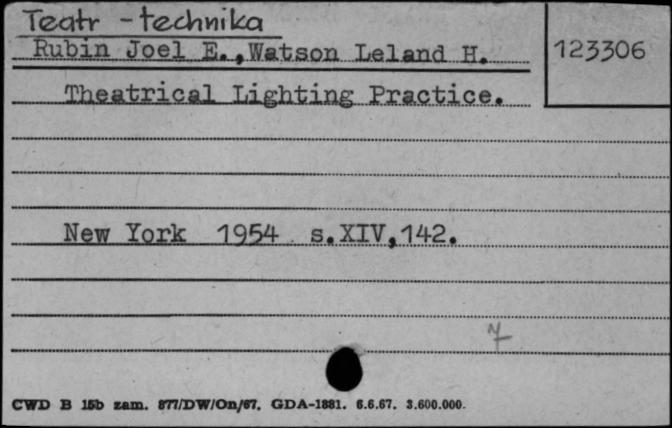 Teatr - technika
Rubin Joel E., Watson Leland H.
123306
Theatrical Lighting Practice.
New York 1954 s.XIV,142.
7
CWD B 15b zam. 877/DW/On/67. GDA-1881. 6.6.67. 3.600.000.